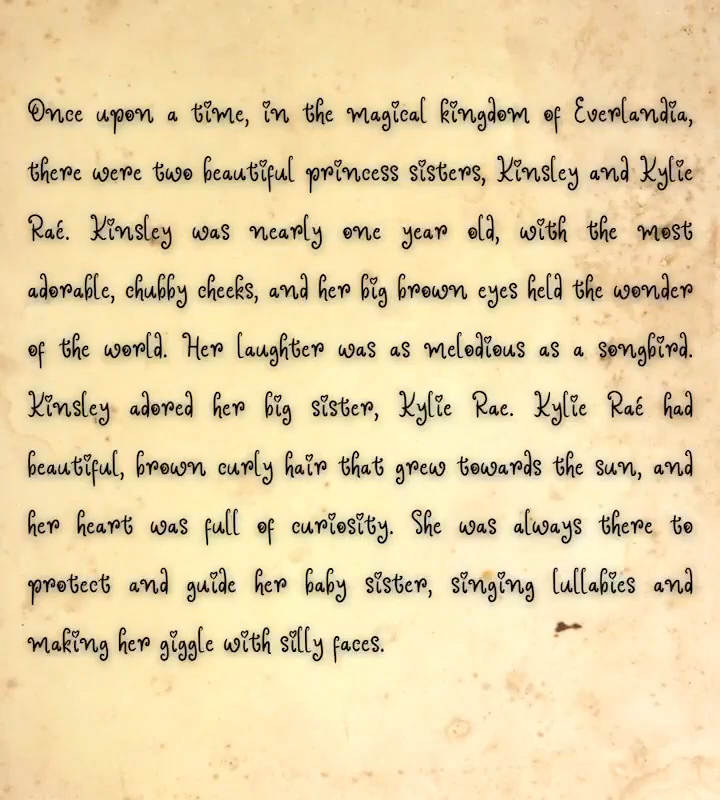 Once upon a time, in the magical kingdom of Everlandia,
there were two beautiful princess sisters, Kinsley and Kylie
Raé. Kinsley was nearly one year old, with the most
adorable, chubby cheeks, and her big brown eyes held the wonder
of the world. Her laughter was as melodious as a songbird.
Kinsley adored her big sister, Kylie Rae. Kylie Raé had
beautiful, brown curly hair that grew towards the sun, and
her heart was full of curiosity. She was always there to
protect and guide her baby sister, singing lullabies and
making her giggle with silly faces.